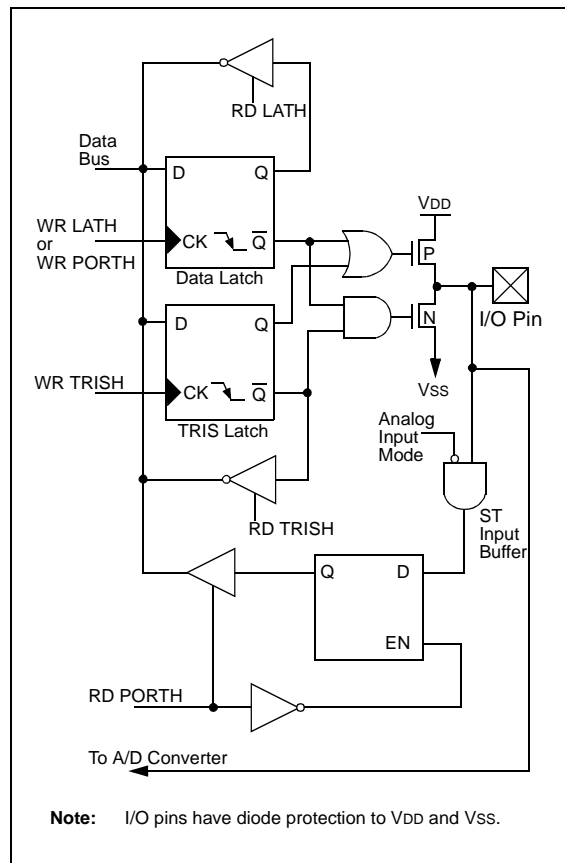 RD LATH
Data
Bus
D Q
WR LATH
or
WR PORTH
CK Q
Data Latch
VDD
P
N
I/O Pin
VSS
D Q
WR TRISH
CK Q
TRIS Latch
Analog
Input
Mode
RD TRISH
ST
Input
Buffer
Q D
EN
RD PORTH
To A/D Converter
Note: I/O pins have diode protection to VDD and VSS.